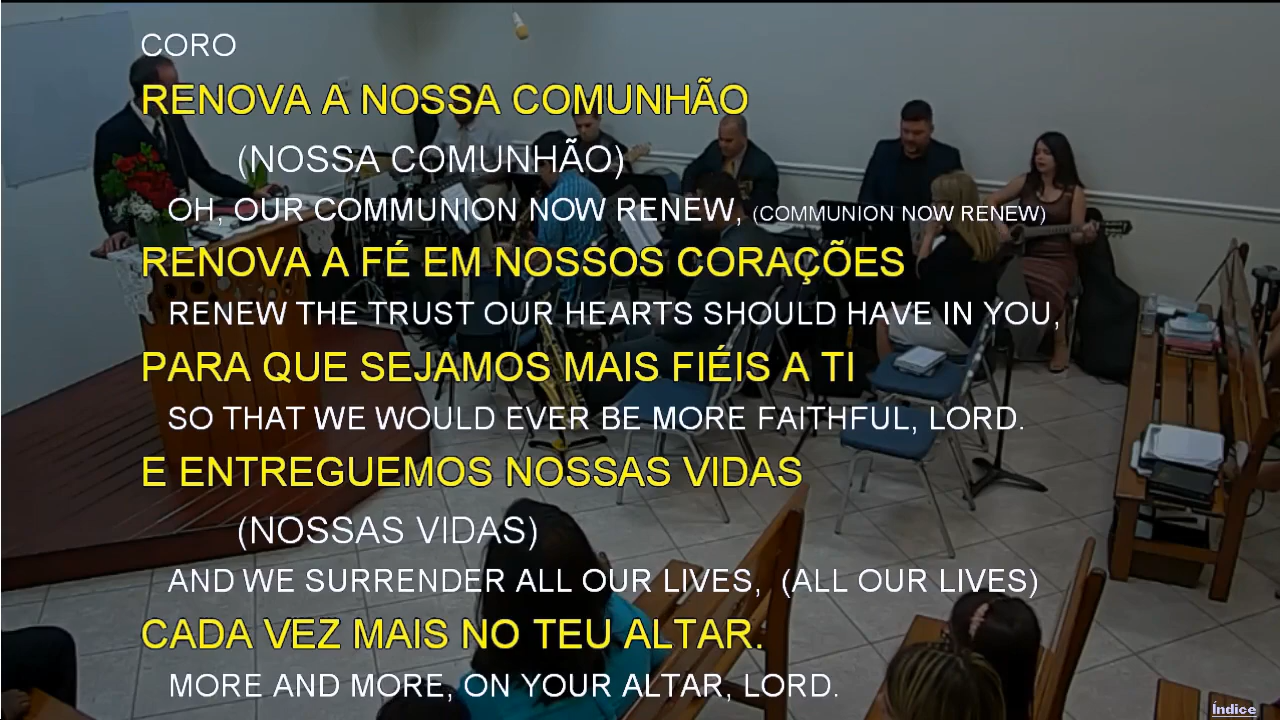 CORO
RENOVA A NOSSA COMUNHÃO
(NOSSA COMUNHÃO)
OH, OUR COMMUNION NOW RENEW, (COMMUNION NOW RENEW)
RENOVA A FÉ EM NOSSOS CORAÇÕES
RENEW THE TRUST OUR HEARTS SHOULD HAVE IN YOU,
PARA QUE SEJAMOS MAIS FIÉIS A TI
SO THAT WE WOULD EVER BE MORE FAITHFUL, LORD.
E ENTREGUEMOS NOSSAS VIDAS
(NOSSAS VIDAS)
AND WE SURRENDER ALL OUR LIVES, (ALL OUR LIVES)
CADA VEZ MAIS NO TEU ALTAR.
MORE AND MORE, ON YOUR ALTAR, LORD.
Índice